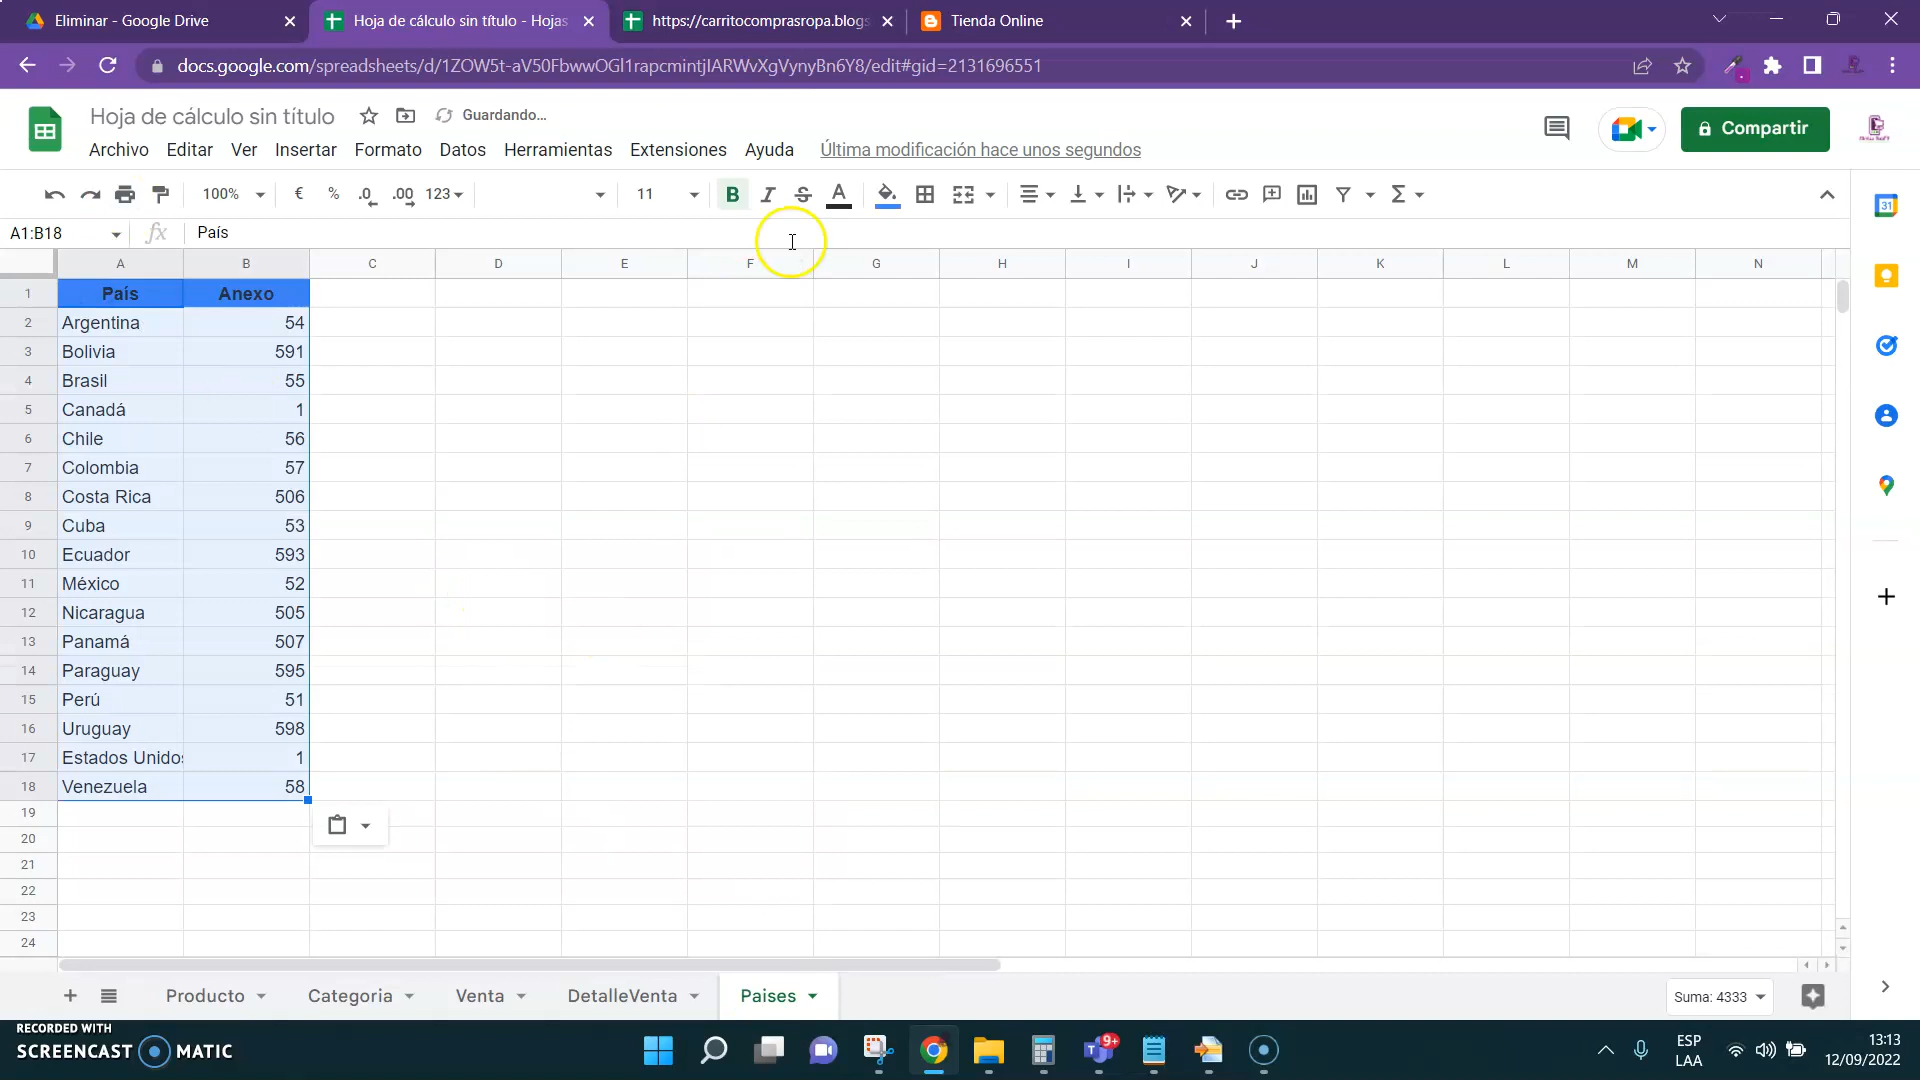 Eliminar - Google Drive
Hoja de cálculo sin título - Hojas
https://carritocomprasropa.blogs
Tienda Online
docs.google.com/spreadsheets/d/1ZOW5t-aV50FbwwOGl1rapcmintjIARWvXgVynyBn6Y8/edit#gid=2131696551
Hoja de cálculo sin título
Guardando...
Compartir
Archivo Editar Ver Insertar Formato Datos Herramientas Extensiones Ayuda Última modificación hace unos segundos
100% € % .0 .00 123 11 B I S A Σ
A1:B18 fx País
A B C D E F G H I J K L M N
1 País Anexo
2 Argentina 54
3 Bolivia 591
4 Brasil 55
5 Canadá 1
6 Chile 56
7 Colombia 57
8 Costa Rica 506
9 Cuba 53
10 Ecuador 593
11 México 52
12 Nicaragua 505
13 Panamá 507
14 Paraguay 595
15 Perú 51
16 Uruguay 598
17 Estados Unidos 1
18 Venezuela 58
19
20
21
22
23
24
Producto Categoria Venta DetalleVenta Paises Suma: 4333
RECORDED WITH
SCREENCAST MATIC
31
9+
ESP
LAA
13:13
12/09/2022